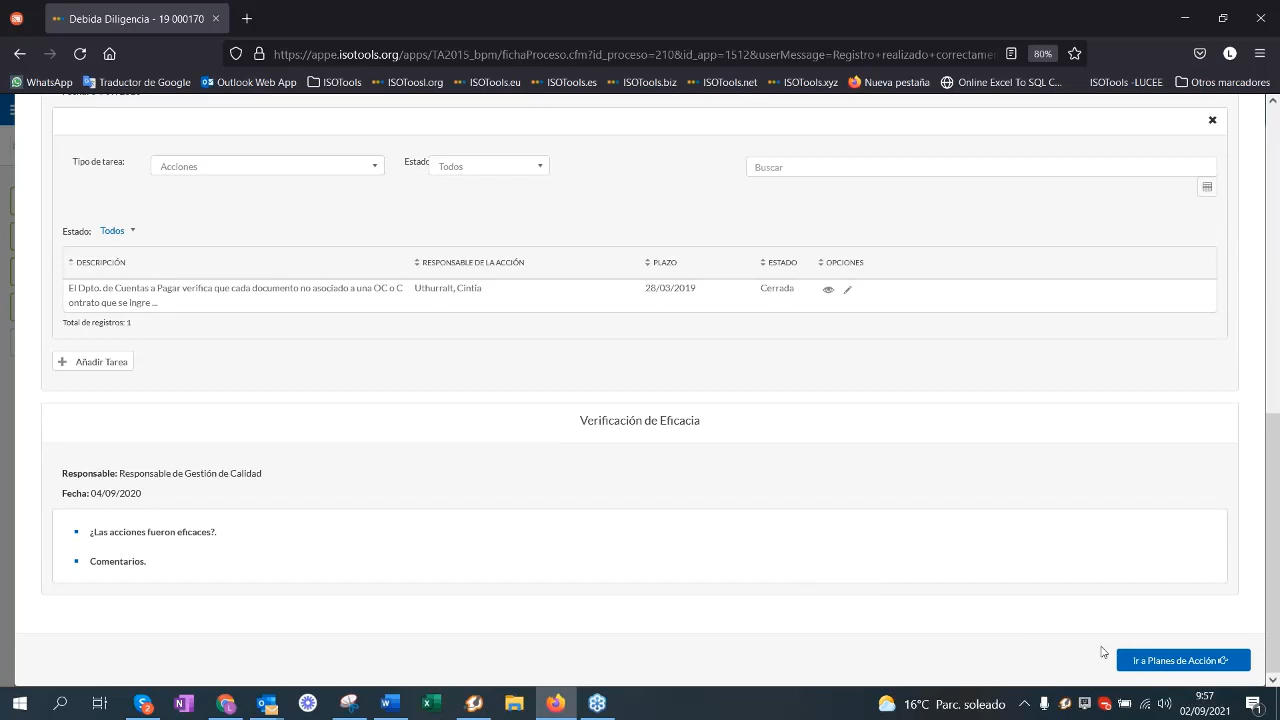 Debida Diligencia - 19 000170
https://appe.isotools.org/apps/TA2015_bpm/fichaProceso.cfm?id_proceso=210&id_app=1512&userMessage=Registro+realizado+correctame
80%
L
WhatsApp
Traductor de Google
Outlook Web App
ISOTools
ISOTools.org
ISOTools.eu
ISOTools.es
ISOTools.biz
ISOTools.net
ISOTools.xyz
Nueva pestaña
Online Excel To SQL C...
ISOTools -LUCEE
Otros marcadores
Tipo de tarea:
Acciones
Estado
Todos
Buscar
Estado: Todos
DESCRIPCIÓN
RESPONSABLE DE LA ACCIÓN
PLAZO
ESTADO
OPCIONES
El Dpto. de Cuentas a Pagar verifica que cada documento no asociado a una OC o C
ontrato que se ingre ...
Uthurralt, Cintia
28/03/2019
Cerrada
Total de registros: 1
Añadir Tarea
Verificación de Eficacia
Responsable: Responsable de Gestión de Calidad
Fecha: 04/09/2020
¿Las acciones fueron eficaces?.
Comentarios.
Ir a Planes de Acción
16°C Parc. soleado
9:57
02/09/2021